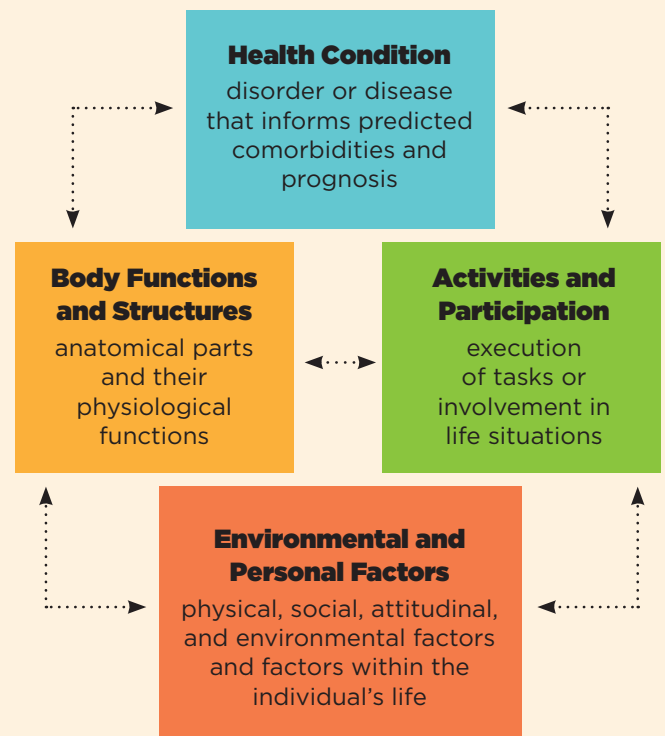 Health Condition
disorder or disease
that informs predicted
comorbidities and
prognosis
Body Functions
and Structures
anatomical parts
and their
physiological
functions
Activities and
Participation
execution
of tasks or
involvement in
life situations
Environmental and
Personal Factors
physical, social, attitudinal,
and environmental factors
and factors within the
individual’s life